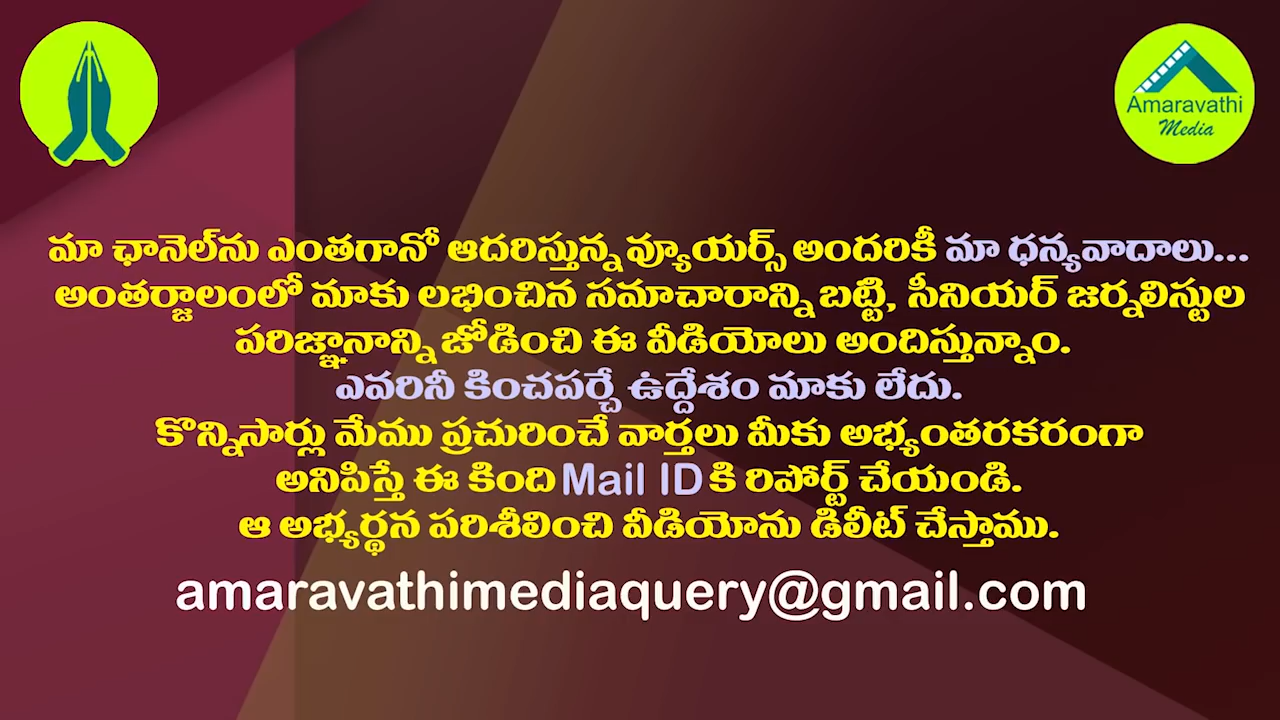 Amaravathi
Media
మా ఛానెల్‌ను ఎంతగానో ఆదరిస్తున్న వ్యూయర్స్ అందరికీ మా ధన్యవాదాలు...
అంతర్జాలంలో మాకు లభించిన సమాచారాన్ని బట్టి, సీనియర్ జర్నలిస్టుల
పరిజ్ఞానాన్ని జోడించి ఈ వీడియోలు అందిస్తున్నాం.
ఎవరినీ కించపర్చే ఉద్దేశం మాకు లేదు.
కొన్నిసార్లు మేము ప్రచురించే వార్తలు మీకు అభ్యంతరకరంగా
అనిపిస్తే ఈ కింది Mail ID కి రిపోర్ట్ చేయండి.
ఆ అభ్యర్థన పరిశీలించి వీడియోను డిలీట్ చేస్తాము.
amaravathimediaquery@gmail.com